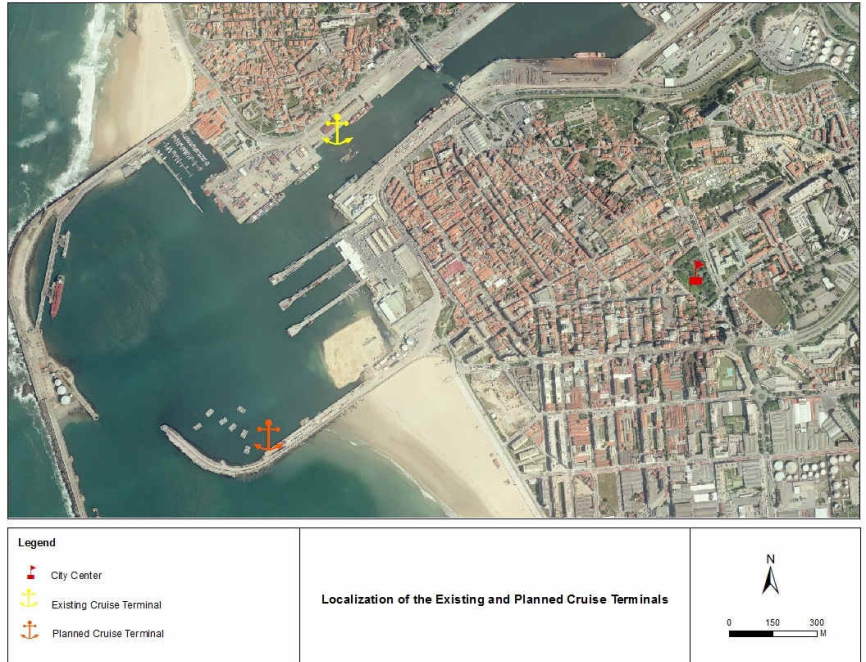 Legend
City Center
Existing Cruise Terminal
Planned Cruise Terminal
Localization of the Existing and Planned Cruise Terminals
N
0 150 300
M